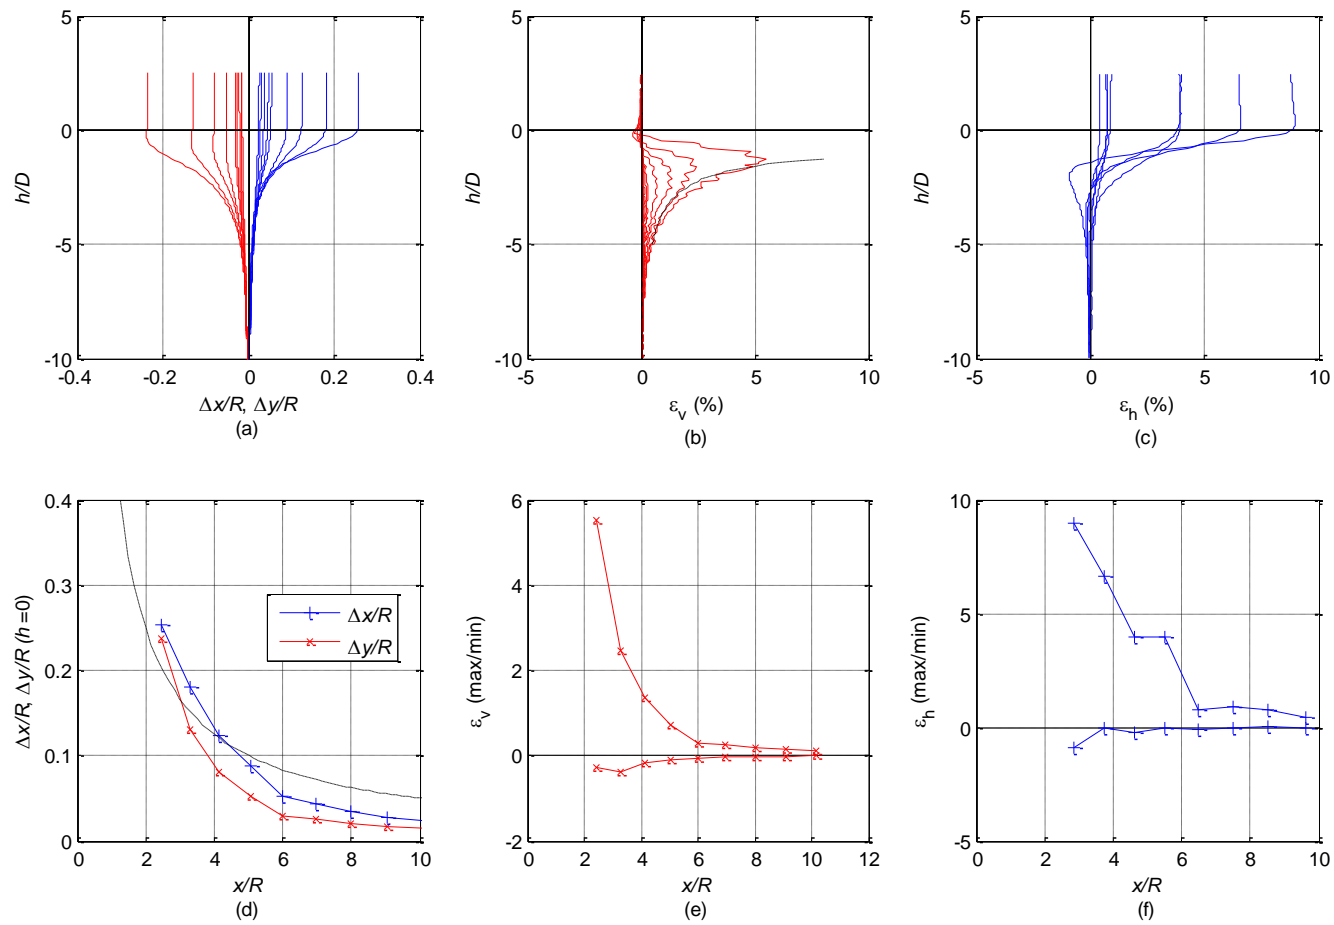 5
0
-5
-10
h/D
-0.4 -0.2 0 0.2 0.4
Δx/R, Δy/R
(a)
5
0
-5
-10
h/D
-5 0 5 10
ε_v (%)
(b)
5
0
-5
-10
h/D
-5 0 5 10
ε_h (%)
(c)
0.4
0.3
0.2
0.1
0
Δx/R, Δy/R (h=0)
Δx/R
Δy/R
0 2 4 6 8 10
x/R
(d)
6
4
2
0
-2
ε_v (max/min)
0 2 4 6 8 10 12
x/R
(e)
10
5
0
-5
ε_h (max/min)
0 2 4 6 8 10
x/R
(f)